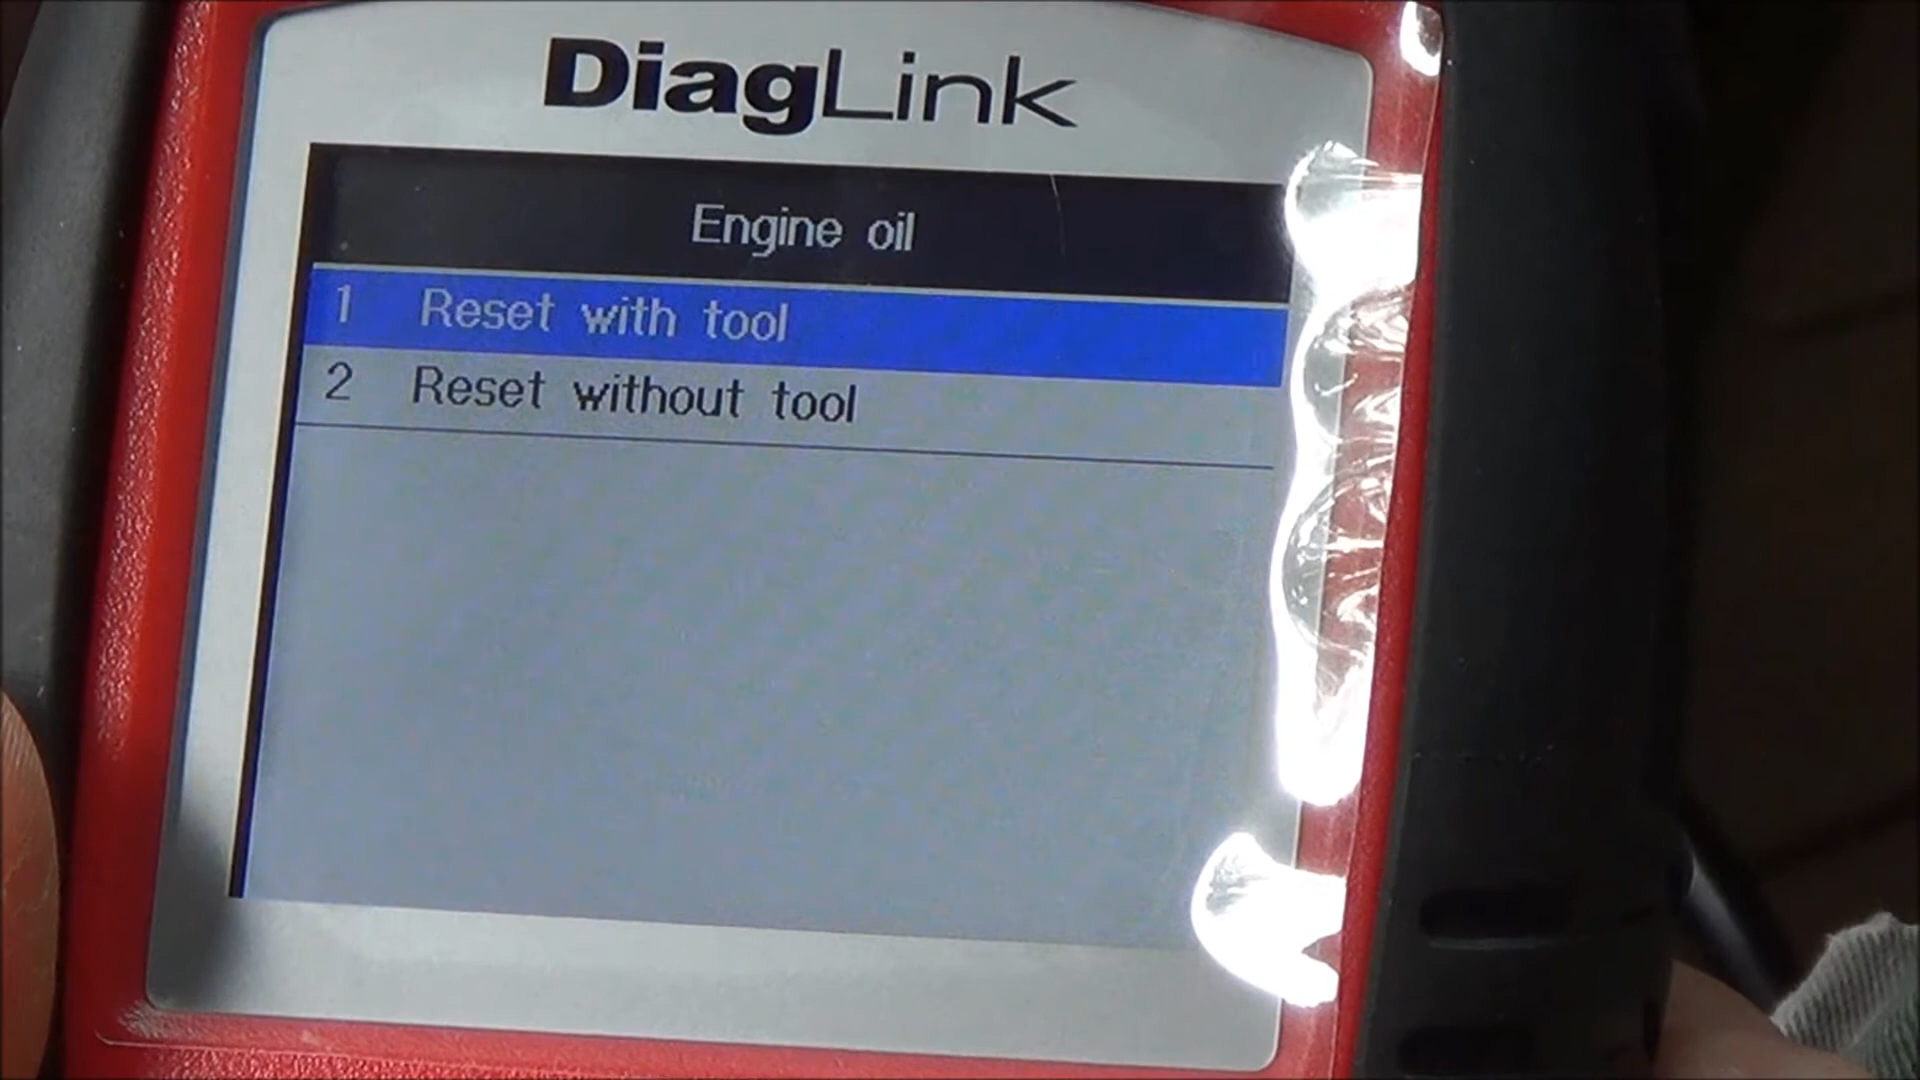 DiagLink
Engine oil
1 Reset with tool
2 Reset without tool